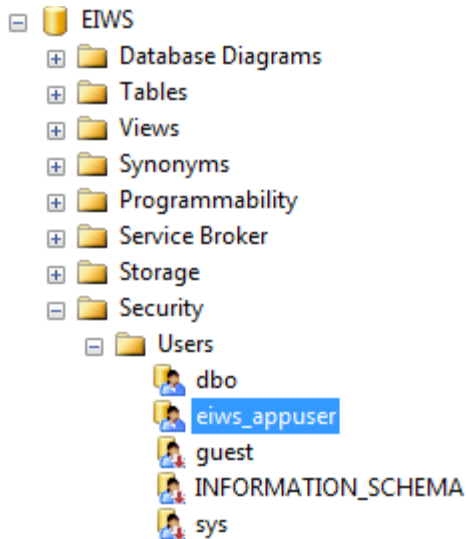 EIWS
Database Diagrams
Tables
Views
Synonyms
Programmability
Service Broker
Storage
Security
Users
dbo
eiws_appuser
guest
INFORMATION_SCHEMA
sys